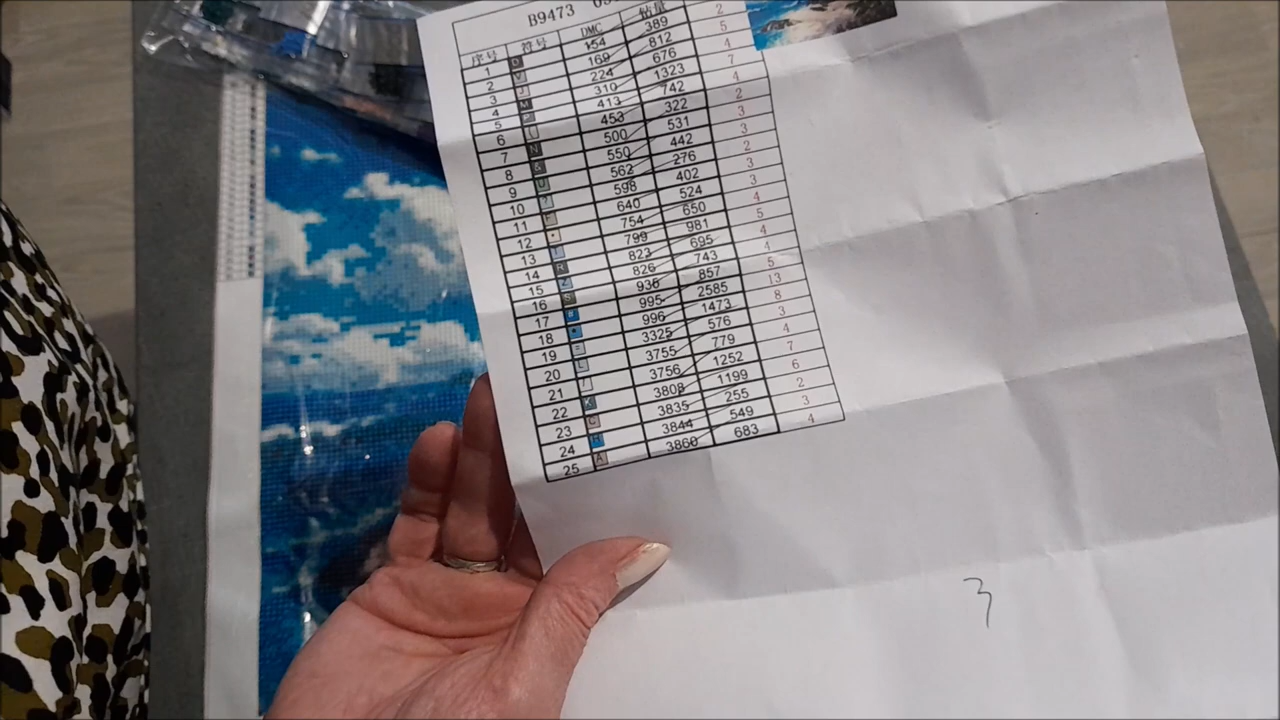 B9473
序号 符号 DMC 钻量
1 154 389 2
2 V 169 812 5
3 J 224 676 4
4 M 310 1323 7
5 P 413 742 4
6 453 322 2
7 N 500 531 3
8 & 550 442 3
9 U 562 276 2
10 ? 598 402 3
11 F 640 524 3
12 754 650 4
13 799 981 5
14 R 823 695 4
15 Z 826 743 4
16 S 936 857 5
17 # 995 2585 13
18 996 1473 8
19 = 3325 576 3
20 L 3755 779 4
21 / 3756 1252 7
22 K 3808 1199 6
23 3835 255 2
24 H 3844 549 3
25 A 3860 683 4
3